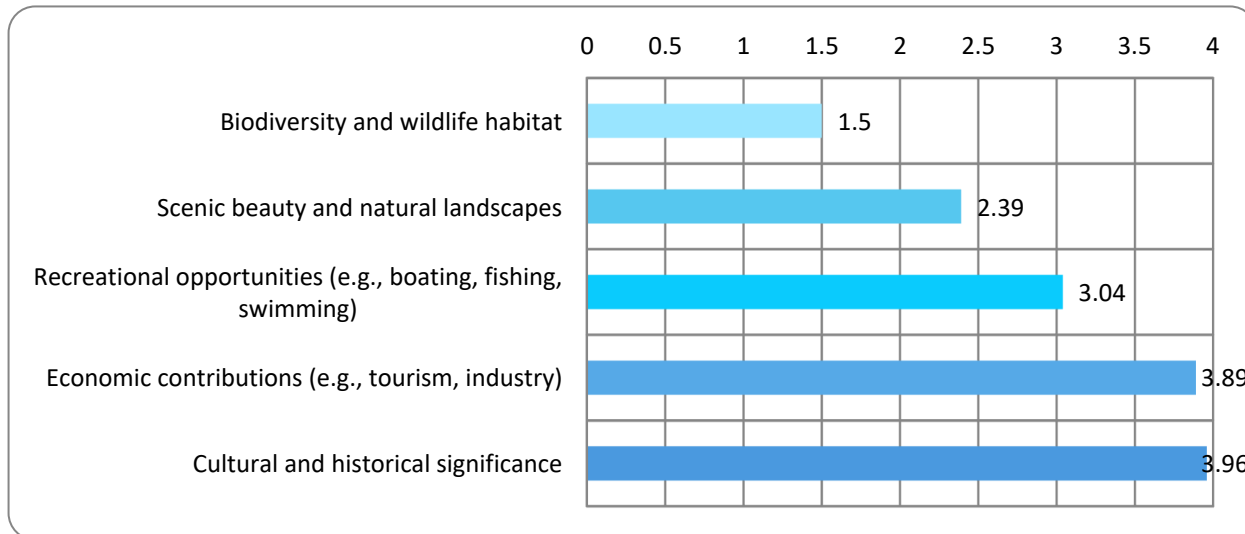 0 0.5 1 1.5 2 2.5 3 3.5 4
Biodiversity and wildlife habitat 1.5
Scenic beauty and natural landscapes 2.39
Recreational opportunities (e.g., boating, fishing,
swimming) 3.04
Economic contributions (e.g., tourism, industry) 3.89
Cultural and historical significance 3.96